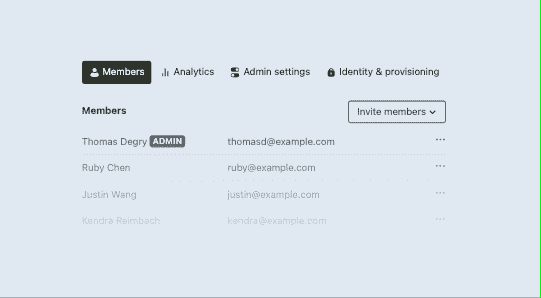 Members Analytics Admin settings Identity & provisioning
Members Invite members
Thomas Degry ADMIN thomasd@example.com ...
Ruby Chen ruby@example.com ...
Justin Wang justin@example.com ...
Kendra Reimbach kendra@example.com ...